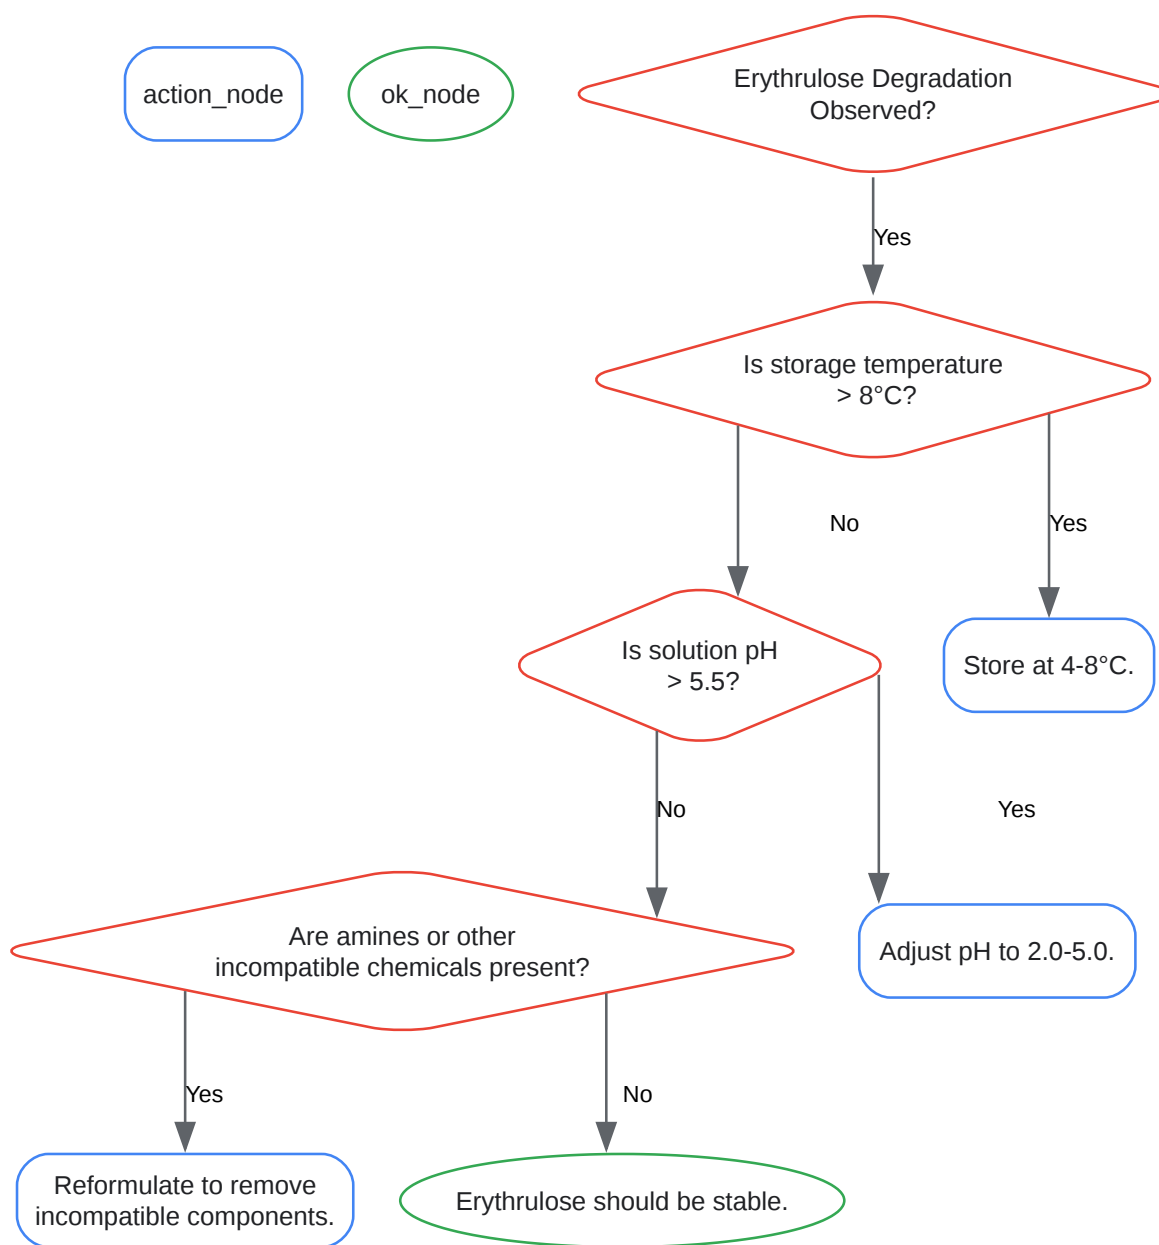 action_node
ok_node
Erythrulose Degradation
Observed?
Yes
Is storage temperature
> 8°C?
No
Yes
Is solution pH
> 5.5?
Store at 4-8°C.
No
Yes
Are amines or other
incompatible chemicals present?
Adjust pH to 2.0-5.0.
Yes
No
Reformulate to remove
incompatible components.
Erythrulose should be stable.